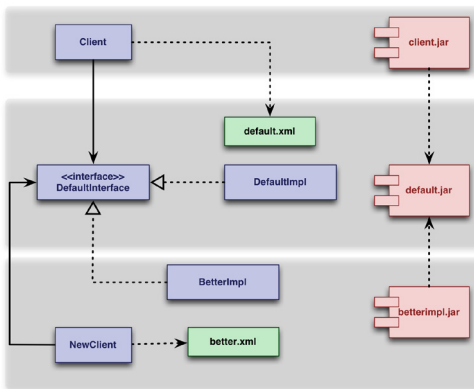 Client
client.jar
default.xml
<<interface>>
DefaultInterface
DefaultImpl
default.jar
BetterImpl
betterimpl.jar
NewClient
better.xml